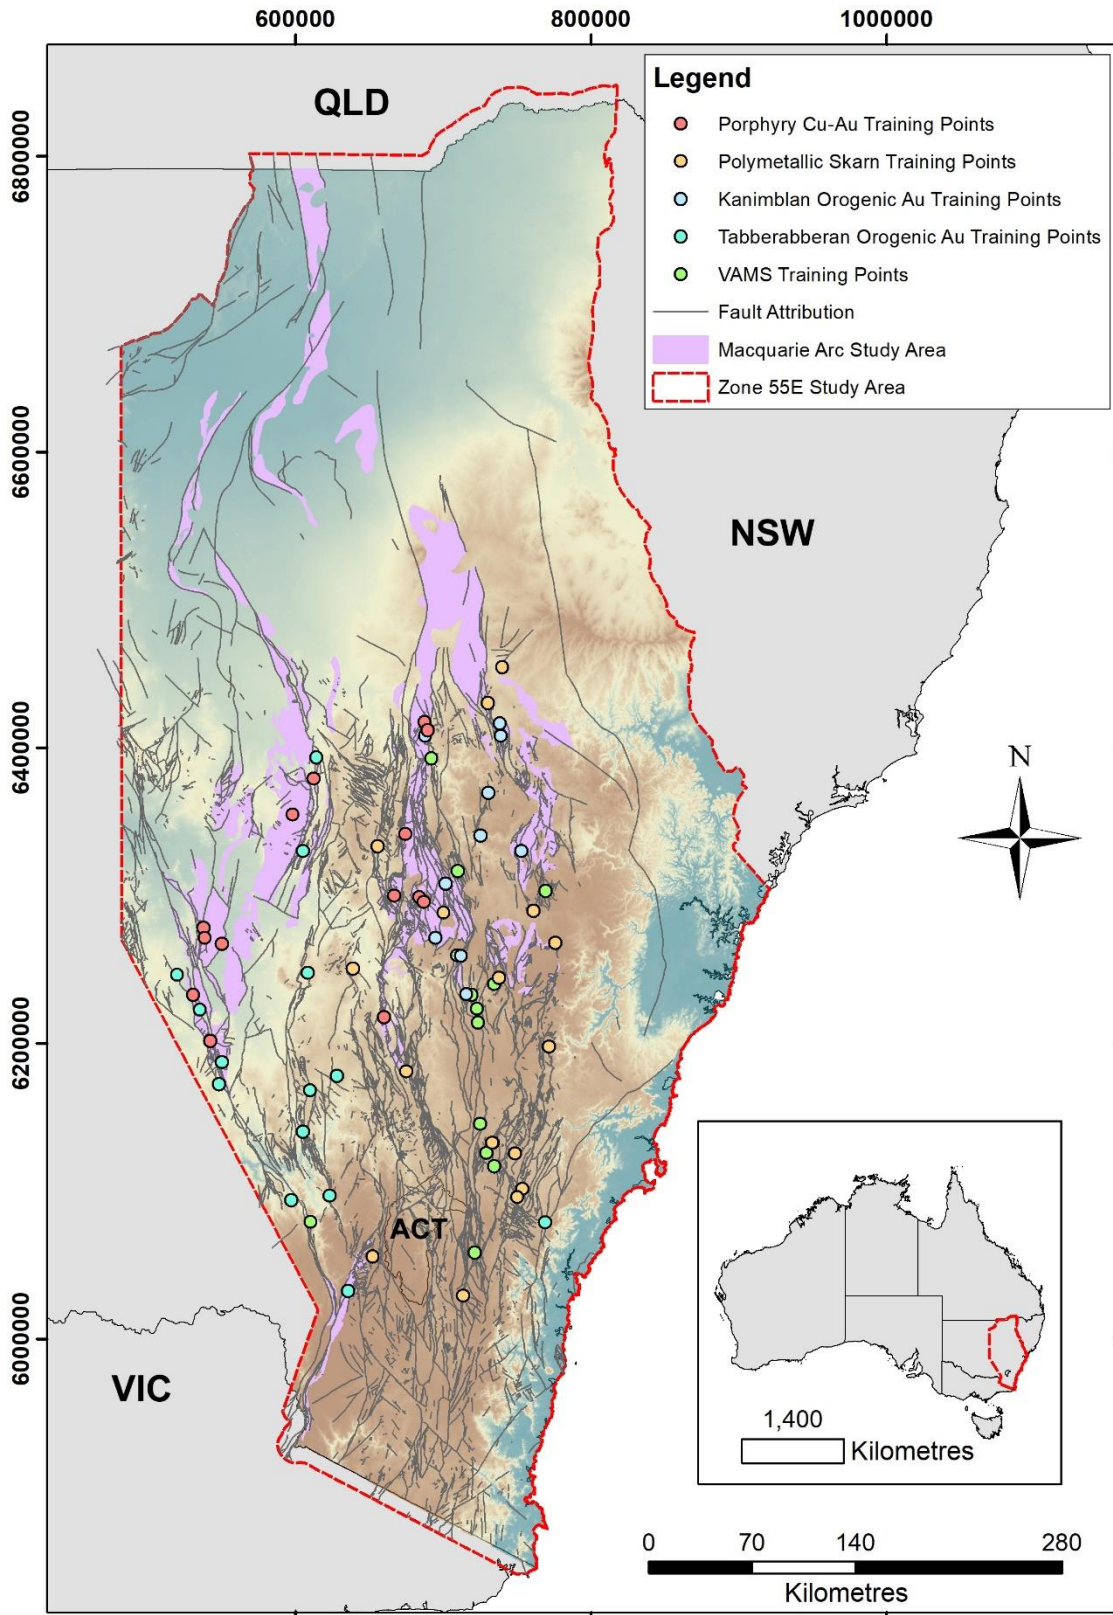 600000
800000
1000000
Legend
Porphyry Cu-Au Training Points
Polymetallic Skarn Training Points
Kanimblan Orogenic Au Training Points
Tabberabberan Orogenic Au Training Points
VAMS Training Points
Fault Attribution
Macquarie Arc Study Area
Zone 55E Study Area
QLD
6800000
6600000
NSW
6400000
N
6200000
ACT
6000000
VIC
1,400
Kilometres
0
70
140
280
Kilometres